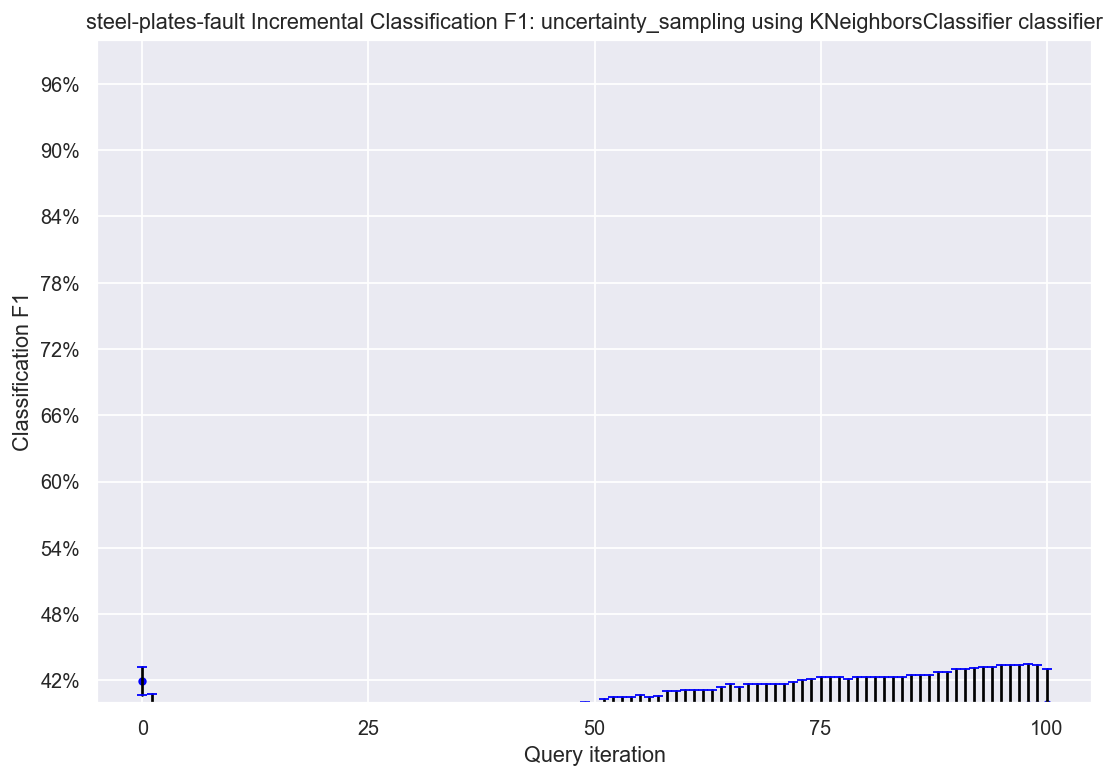 steel-plates-fault Incremental Classification F1: uncertainty_sampling using KNeighborsClassifier classifier
96%
90%
84%
78%
72%
66%
60%
54%
48%
42%
Classification F1
0 25 50 75 100
Query iteration